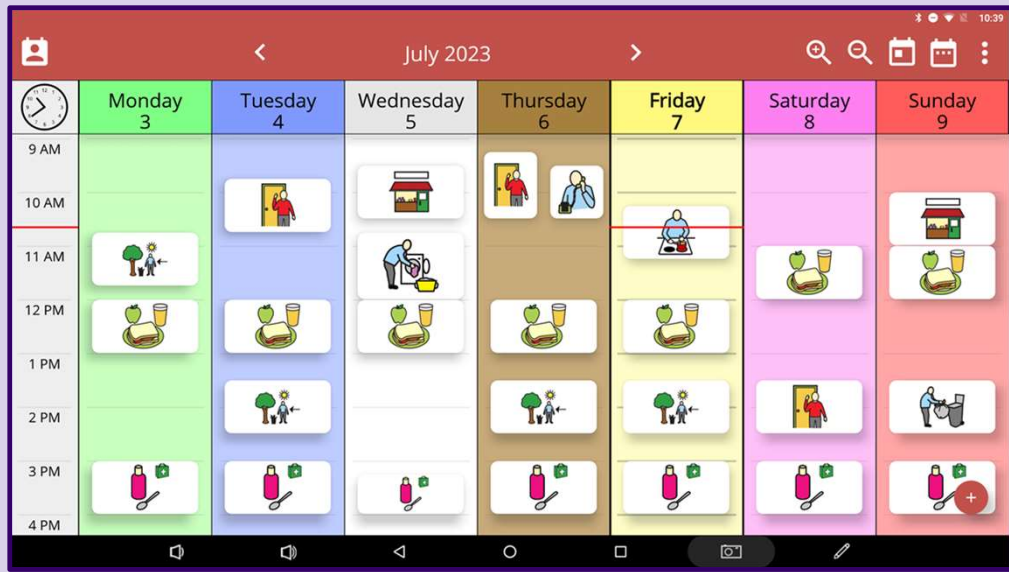 10:39
July 2023
Monday
3
Tuesday
4
Wednesday
5
Thursday
6
Friday
7
Saturday
8
Sunday
9
9 AM
10 AM
11 AM
12 PM
1 PM
2 PM
3 PM
4 PM